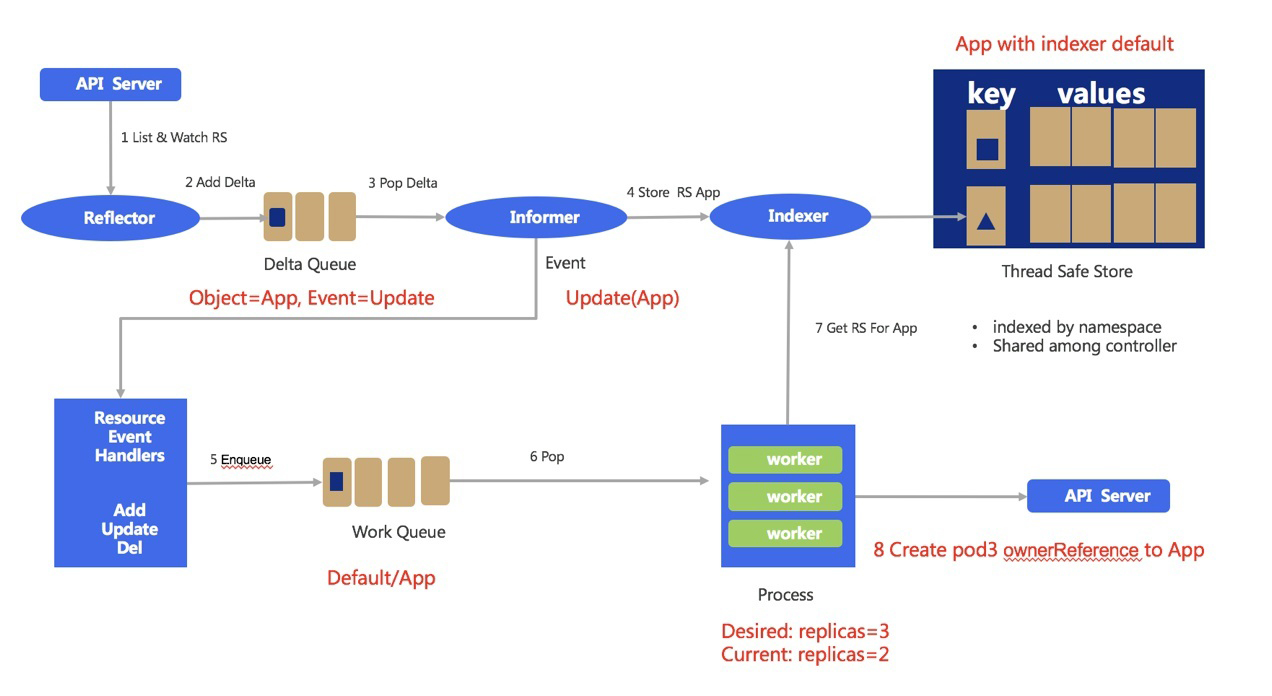 App with indexer default
API Server
key values
1 List & Watch RS
2 Add Delta
3 Pop Delta
4 Store RS App
Reflector
Informer
Indexer
Delta Queue
Event
Thread Safe Store
Object=App, Event=Update
Update(App)
7 Get RS For App
• indexed by namespace
• Shared among controller
Resource
Event
Handlers
Add
Update
Del
5 Enqueue
6 Pop
Work Queue
Default/App
worker
worker
worker
API Server
8 Create pod3 ownerReference to App
Process
Desired: replicas=3
Current: replicas=2